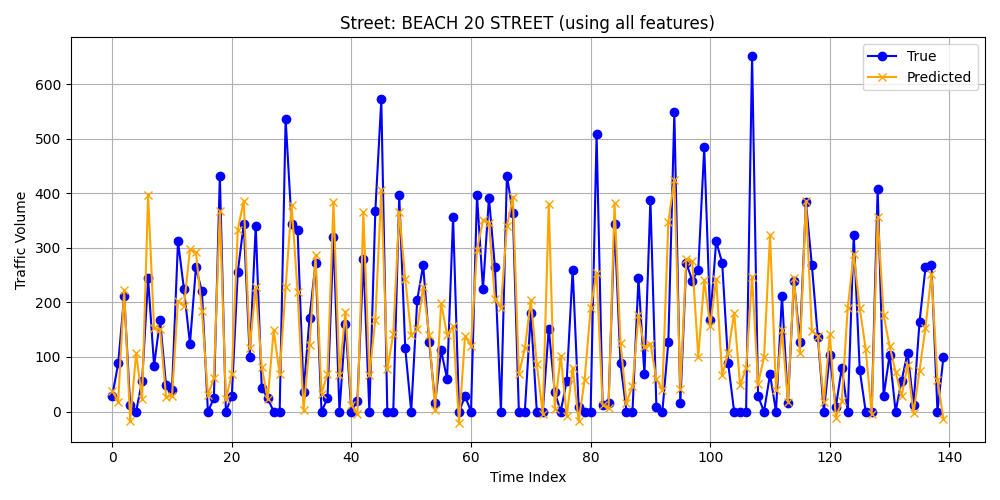 Street: BEACH 20 STREET (using all features)
True
Predicted
Traffic Volume
600
500
400
300
200
100
0
0 20 40 60 80 100 120 140
Time Index